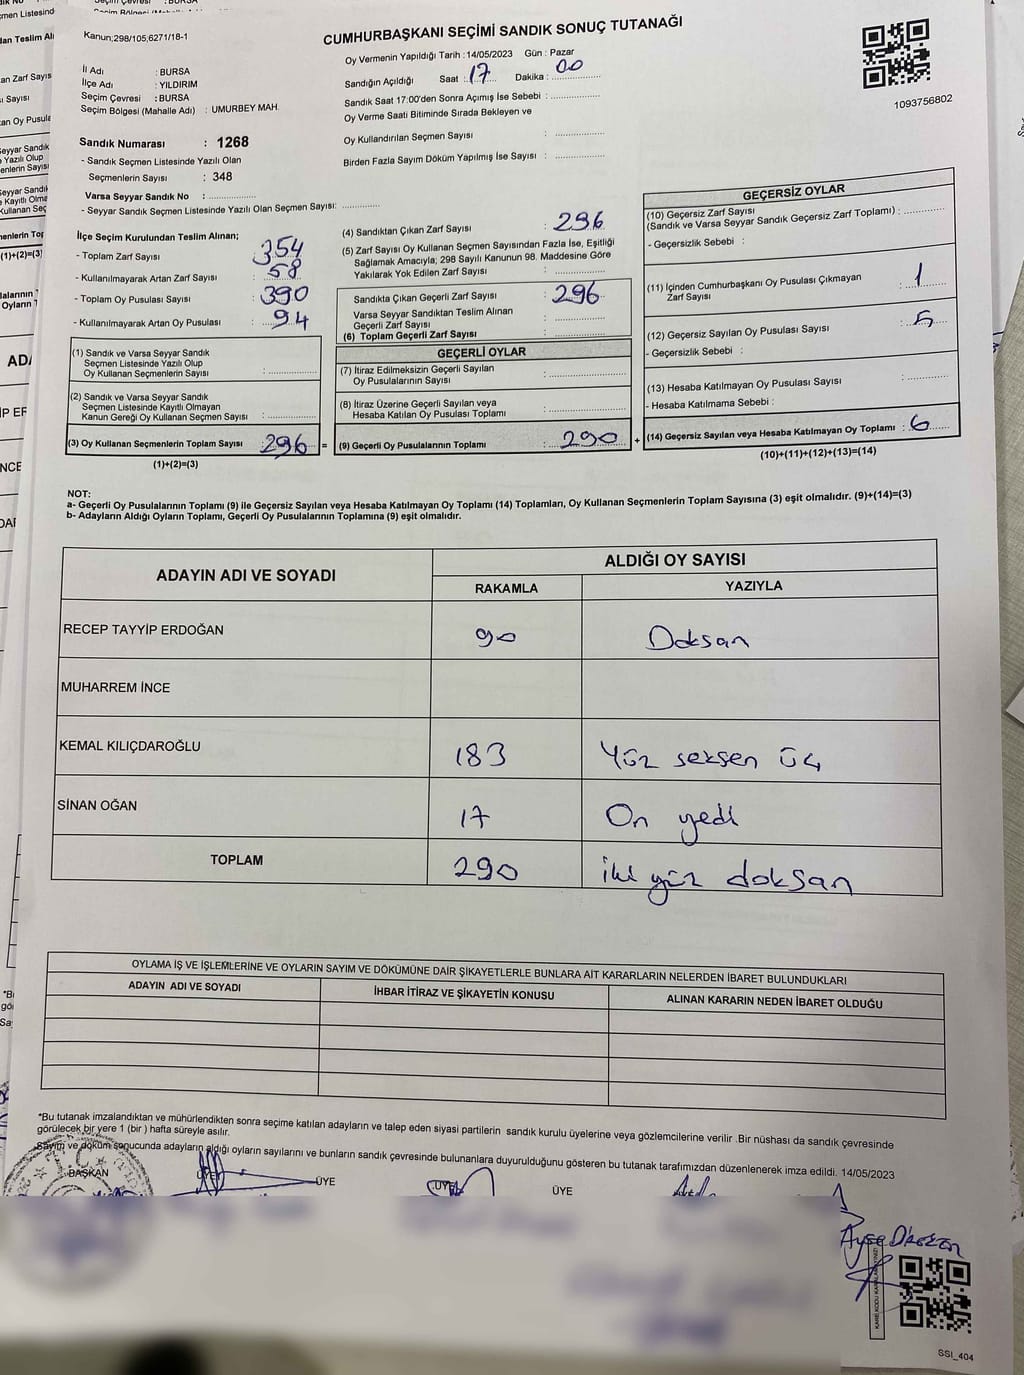 Kanun;298/105,6271/18-1
CUMHURBAŞKANI SEÇİMİ SANDIK SONUÇ TUTANAĞI
1093756802
İl Adı : BURSA
İlçe Adı : YILDIRIM
Seçim Çevresi : BURSA
Seçim Bölgesi (Mahalle Adı) : UMURBEY MAH.
Oy Vermenin Yapıldığı Tarih : 14/05/2023 Gün : Pazar
Sandığın Açıldığı Saat : 17 Dakika : 00
Sandık Saat 17:00'den Sonra Açımış İse Sebebi :
Oy Verme Saati Bitiminde Sırada Bekleyen ve
Oy Kullandırılan Seçmen Sayısı :
Birden Fazla Sayım Döküm Yapılmış İse Sayısı :
Sandık Numarası : 1268
- Sandık Seçmen Listesinde Yazılı Olan
Seçmenlerin Sayısı : 348
Varsa Seyyar Sandık No :
- Seyyar Sandık Seçmen Listesinde Yazılı Olan Seçmen Sayısı:
İlçe Seçim Kurulundan Teslim Alınan;
- Toplam Zarf Sayısı : 354
- Kullanılmayarak Artan Zarf Sayısı : 58
- Toplam Oy Pusulası Sayısı : 390
- Kullanılmayarak Artan Oy Pusulası : 94
(1) Sandık ve Varsa Seyyar Sandık
Seçmen Listesinde Yazılı Olup
Oy Kullanan Seçmenlerin Sayısı :
(2) Sandık ve Varsa Seyyar Sandık
Seçmen Listesinde Kayıtlı Olmayan
Kanun Gereği Oy Kullanan Seçmen Sayısı :
(3) Oy Kullanan Seçmenlerin Toplam Sayısı : 296 =
(1)+(2)=(3)
(4) Sandıktan Çıkan Zarf Sayısı : 296
(5) Zarf Sayısı Oy Kullanan Seçmen Sayısından Fazla İse, Eşitliği
Sağlamak Amacıyla; 298 Sayılı Kanunun 98. Maddesine Göre
Yakılarak Yok Edilen Zarf Sayısı :
Sandıkta Çıkan Geçerli Zarf Sayısı : 296
Varsa Seyyar Sandıktan Teslim Alınan
Geçerli Zarf Sayısı :
(6) Toplam Geçerli Zarf Sayısı :
GEÇERLİ OYLAR
(7) İtiraz Edilmeksizin Geçerli Sayılan
Oy Pusulalarının Sayısı :
(8) İtiraz Üzerine Geçerli Sayılan veya
Hesaba Katılan Oy Pusulası Toplamı :
(9) Geçerli Oy Pusulalarının Toplamı : 290 +
GEÇERSİZ OYLAR
(10) Geçersiz Zarf Sayısı
(Sandık ve Varsa Seyyar Sandık Geçersiz Zarf Toplamı) :
- Geçersizlik Sebebi :
(11) İçinden Cumhurbaşkanı Oy Pusulası Çıkmayan
Zarf Sayısı : 1
(12) Geçersiz Sayılan Oy Pusulası Sayısı : 5
- Geçersizlik Sebebi :
(13) Hesaba Katılmayan Oy Pusulası Sayısı :
- Hesaba Katılmama Sebebi :
(14) Geçersiz Sayılan veya Hesaba Katılmayan Oy Toplamı : 6
(10)+(11)+(12)+(13)=(14)
NOT:
a- Geçerli Oy Pusulalarının Toplamı (9) ile Geçersiz Sayılan veya Hesaba Katılmayan Oy Toplamı (14) Toplamları, Oy Kullanan Seçmenlerin Toplam Sayısına (3) eşit olmalıdır. (9)+(14)=(3)
b- Adayların Aldığı Oyların Toplamı, Geçerli Oy Pusulalarının Toplamına (9) eşit olmalıdır.
ADAYIN ADI VE SOYADI ALDIĞI OY SAYISI
RAKAMLA YAZIYLA
RECEP TAYYİP ERDOĞAN 90 Doksan
MUHARREM İNCE
KEMAL KILIÇDAROĞLU 183 Yüz seksen üç
SİNAN OĞAN 17 On yedi
TOPLAM 290 iki yüz doksan
OYLAMA İŞ VE İŞLEMLERİNE VE OYLARIN SAYIM VE DÖKÜMÜNE DAİR ŞİKAYETLERLE BUNLARA AİT KARARLARIN NELERDEN İBARET BULUNDUKLARI
ADAYIN ADI VE SOYADI İHBAR İTİRAZ VE ŞİKAYETİN KONUSU ALINAN KARARIN NEDEN İBARET OLDUĞU
*Bu tutanak imzalandıktan ve mühürlendikten sonra seçime katılan adayların ve talep eden siyasi partilerin sandık kurulu üyelerine veya gözlemcilerine verilir .Bir nüshası da sandık çevresinde
görülecek bir yere 1 (bir ) hafta süreyle asılır.
Sayım ve döküm sonucunda adayların aldığı oyların sayılarını ve bunların sandık çevresinde bulunanlara duyurulduğunu gösteren bu tutanak tarafımızdan düzenlenerek imza edildi. 14/05/2023
BAŞKAN ÜYE ÜYE ÜYE ÜYE
Ayşe
SSI_404